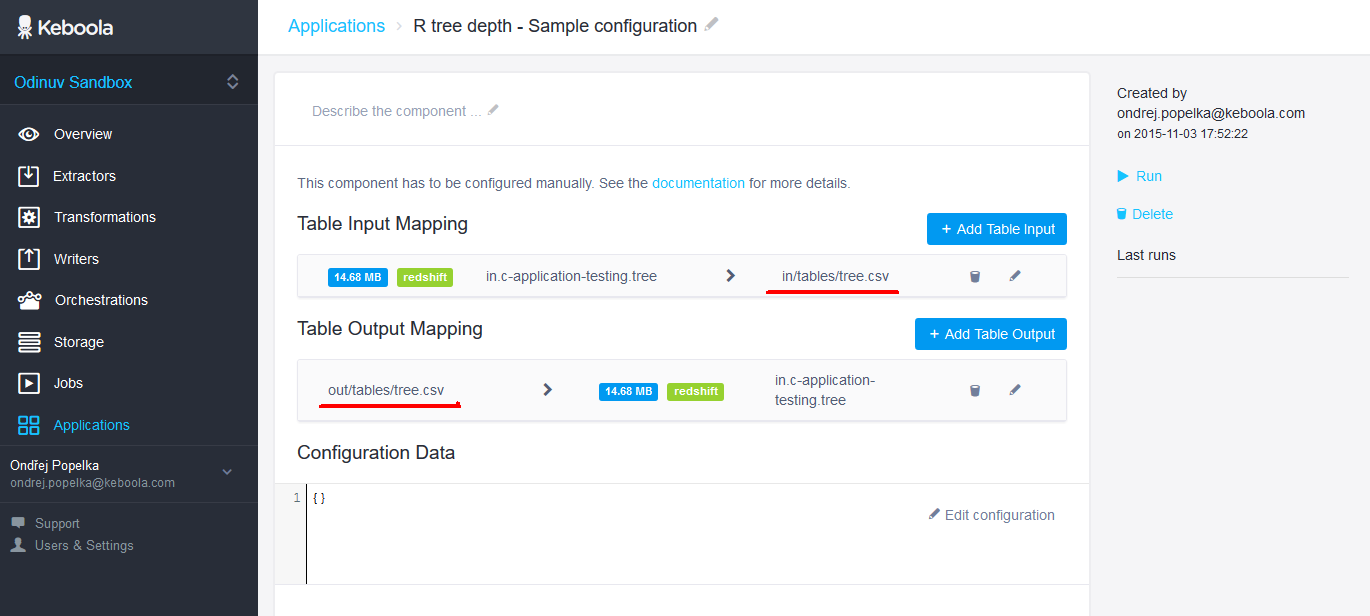 Keboola
Applications › R tree depth - Sample configuration
Odinuv Sandbox
Overview
Extractors
Transformations
Writers
Orchestrations
Storage
Jobs
Applications
Ondřej Popelka
ondrej.popelka@keboola.com
Support
Users & Settings
Describe the component ...
This component has to be configured manually. See the documentation for more details.
Table Input Mapping
+ Add Table Input
14.68 MB redshift in.c-application-testing.tree in/tables/tree.csv
Table Output Mapping
+ Add Table Output
out/tables/tree.csv 14.68 MB redshift in.c-application-
testing.tree
Configuration Data
1 {}
Edit configuration
Created by
ondrej.popelka@keboola.com
on 2015-11-03 17:52:22
Run
Delete
Last runs